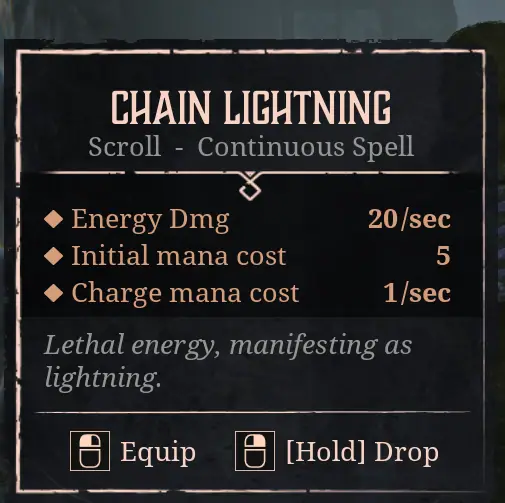 CHAIN LIGHTNING
Scroll - Continuous Spell
Energy Dmg 20/sec
Initial mana cost 5
Charge mana cost 1/sec
Lethal energy, manifesting as
lightning.
Equip [Hold] Drop